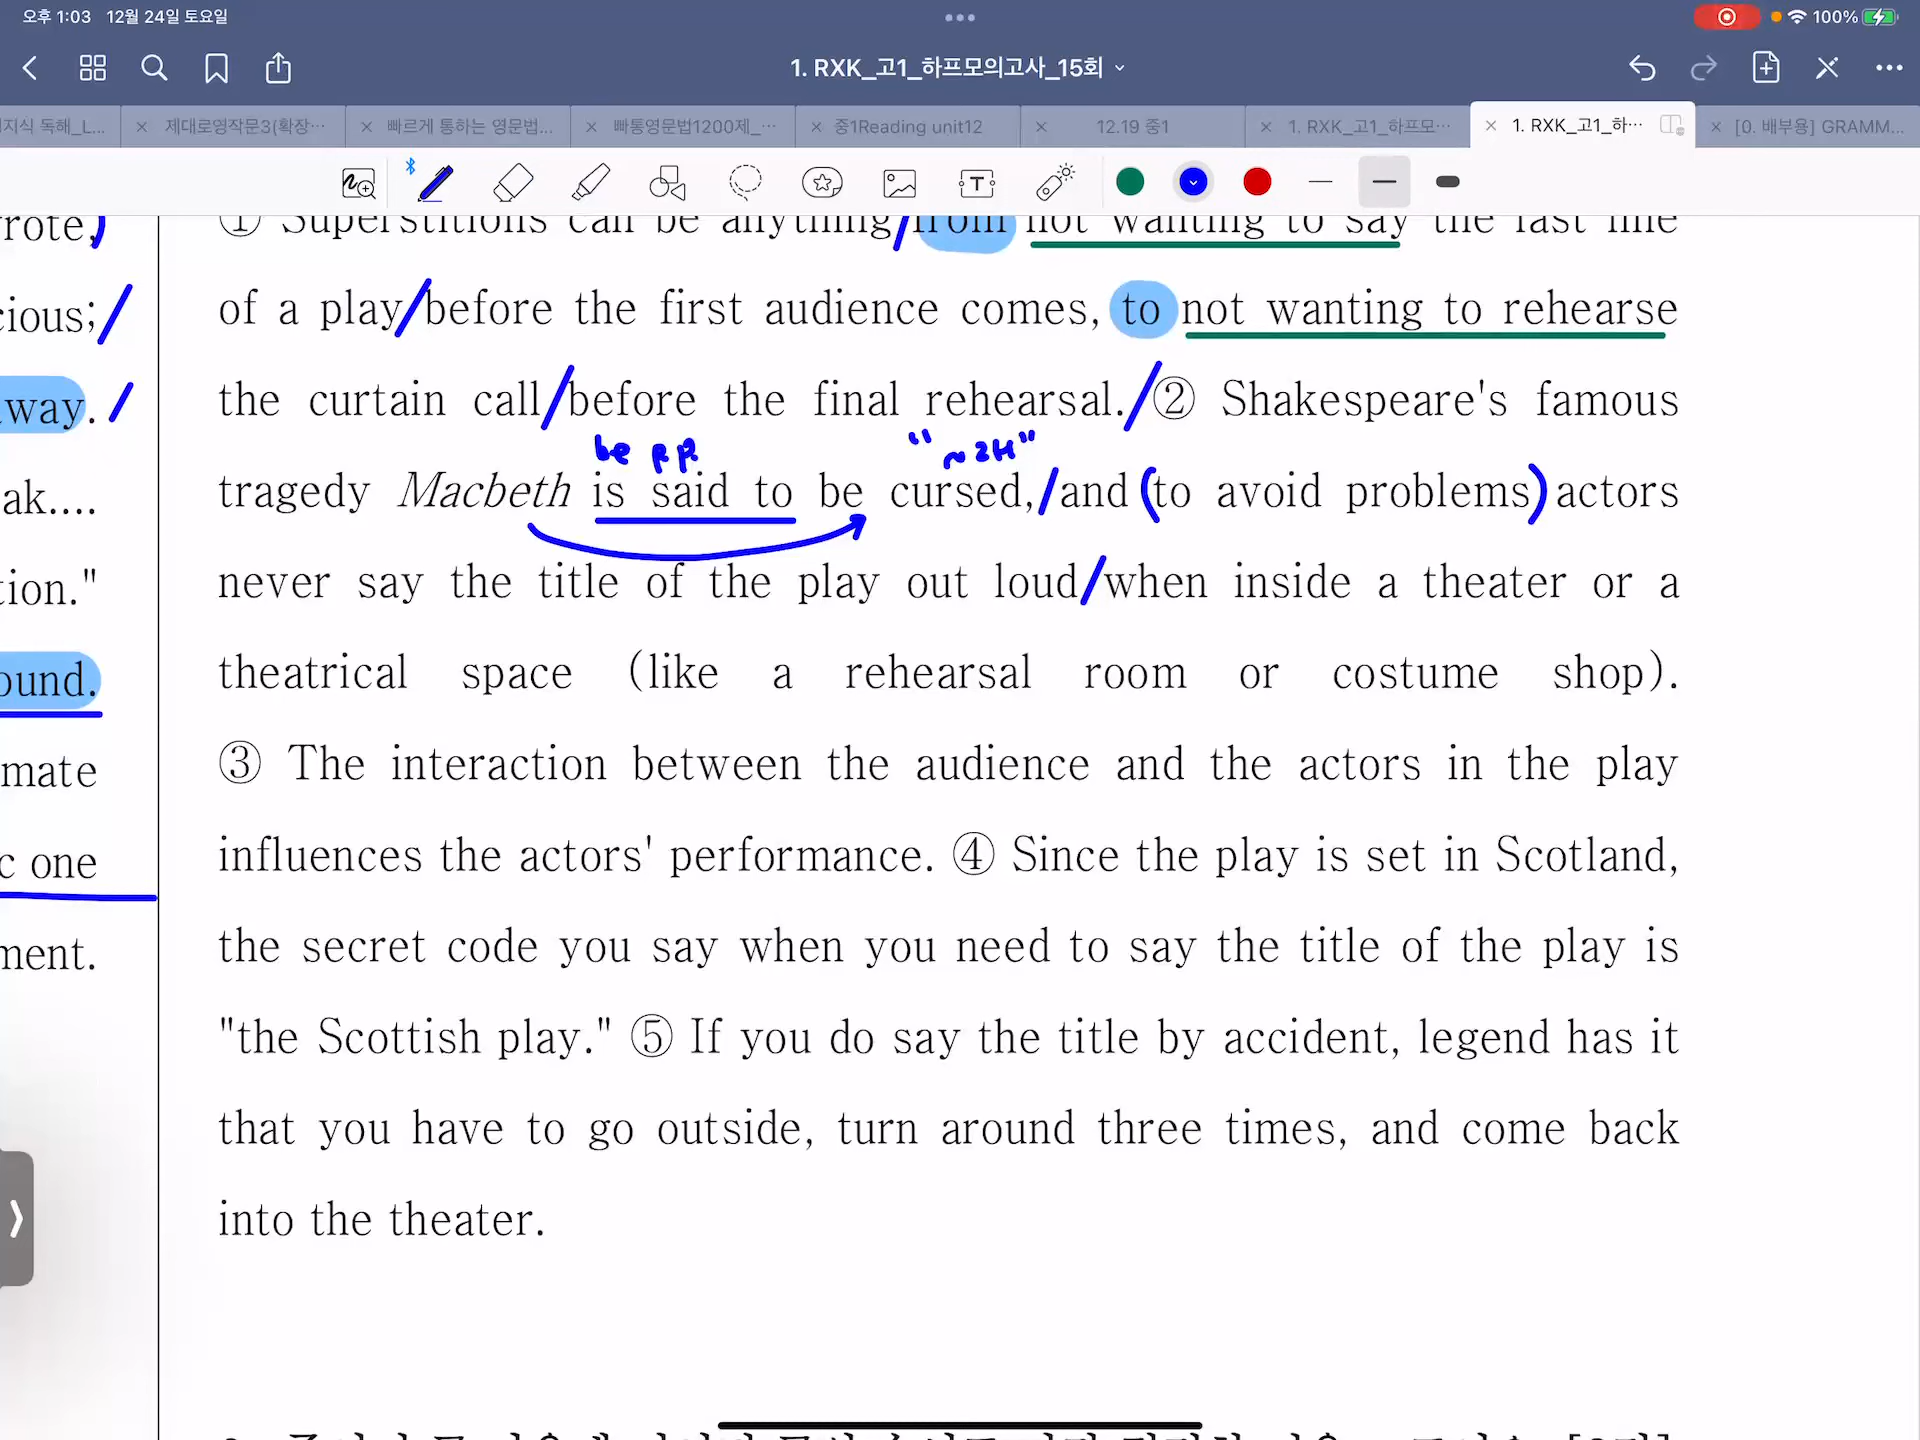 오후 1:03 12월 24일 토요일
100%
1. RXK_고1_하프모의고사_15회
지식 독해_L...
제대로영작문3(확장…
빠르게 통하는 영문법...
빠통영문법1200제_…
중1Reading unit12
12.19 중1
1. RXK_고1_하프모…
1. RXK_고1_하…
[0. 배부용] GRAMM...
rote,
cious;
way.
ak....
tion."
ound.
mate
c one
ment.
① Superstitions can be anything from not wanting to say the last line
of a play before the first audience comes, to not wanting to rehearse
the curtain call before the final rehearsal. ② Shakespeare's famous
be p.p.
tragedy Macbeth is said to be cursed, and to avoid problems actors
never say the title of the play out loud when inside a theater or a
theatrical space (like a rehearsal room or costume shop).
③ The interaction between the audience and the actors in the play
influences the actors' performance. ④ Since the play is set in Scotland,
the secret code you say when you need to say the title of the play is
"the Scottish play." ⑤ If you do say the title by accident, legend has it
that you have to go outside, turn around three times, and come back
into the theater.